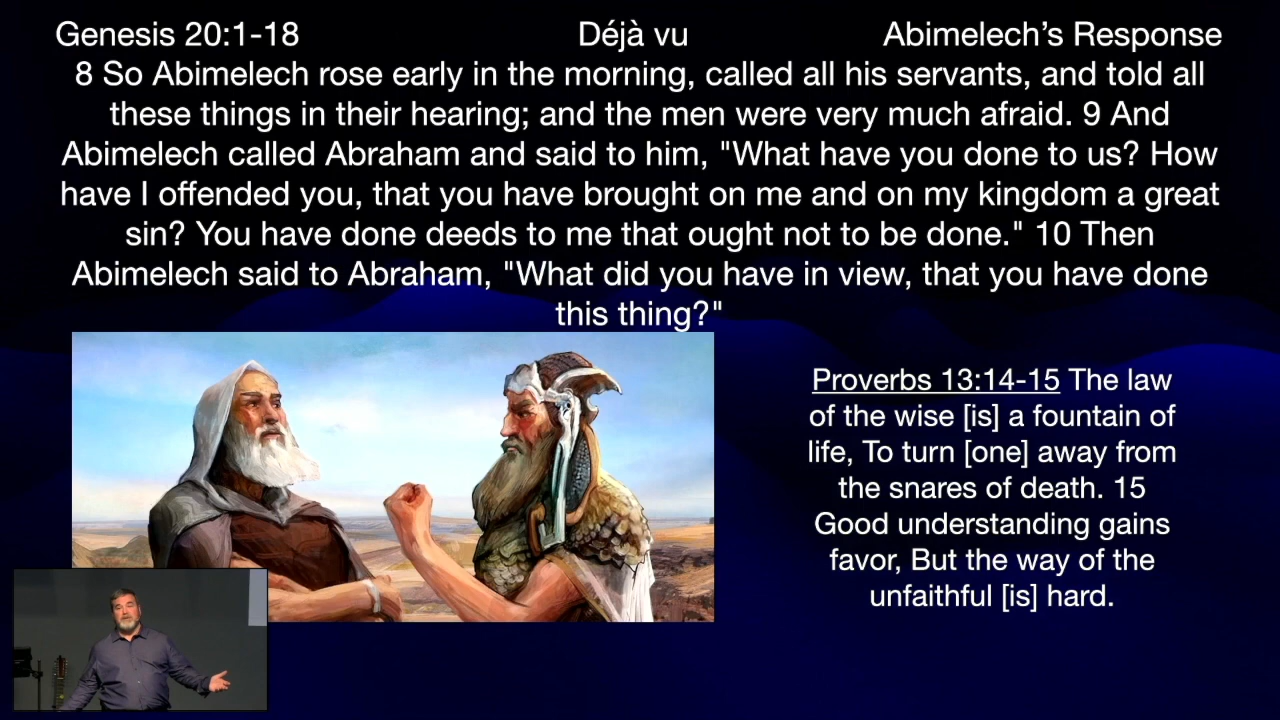 Genesis 20:1-18 Déjà vu Abimelech’s Response
8 So Abimelech rose early in the morning, called all his servants, and told all
these things in their hearing; and the men were very much afraid. 9 And
Abimelech called Abraham and said to him, "What have you done to us? How
have I offended you, that you have brought on me and on my kingdom a great
sin? You have done deeds to me that ought not to be done." 10 Then
Abimelech said to Abraham, "What did you have in view, that you have done
this thing?"
Proverbs 13:14-15 The law
of the wise [is] a fountain of
life, To turn [one] away from
the snares of death. 15
Good understanding gains
favor, But the way of the
unfaithful [is] hard.